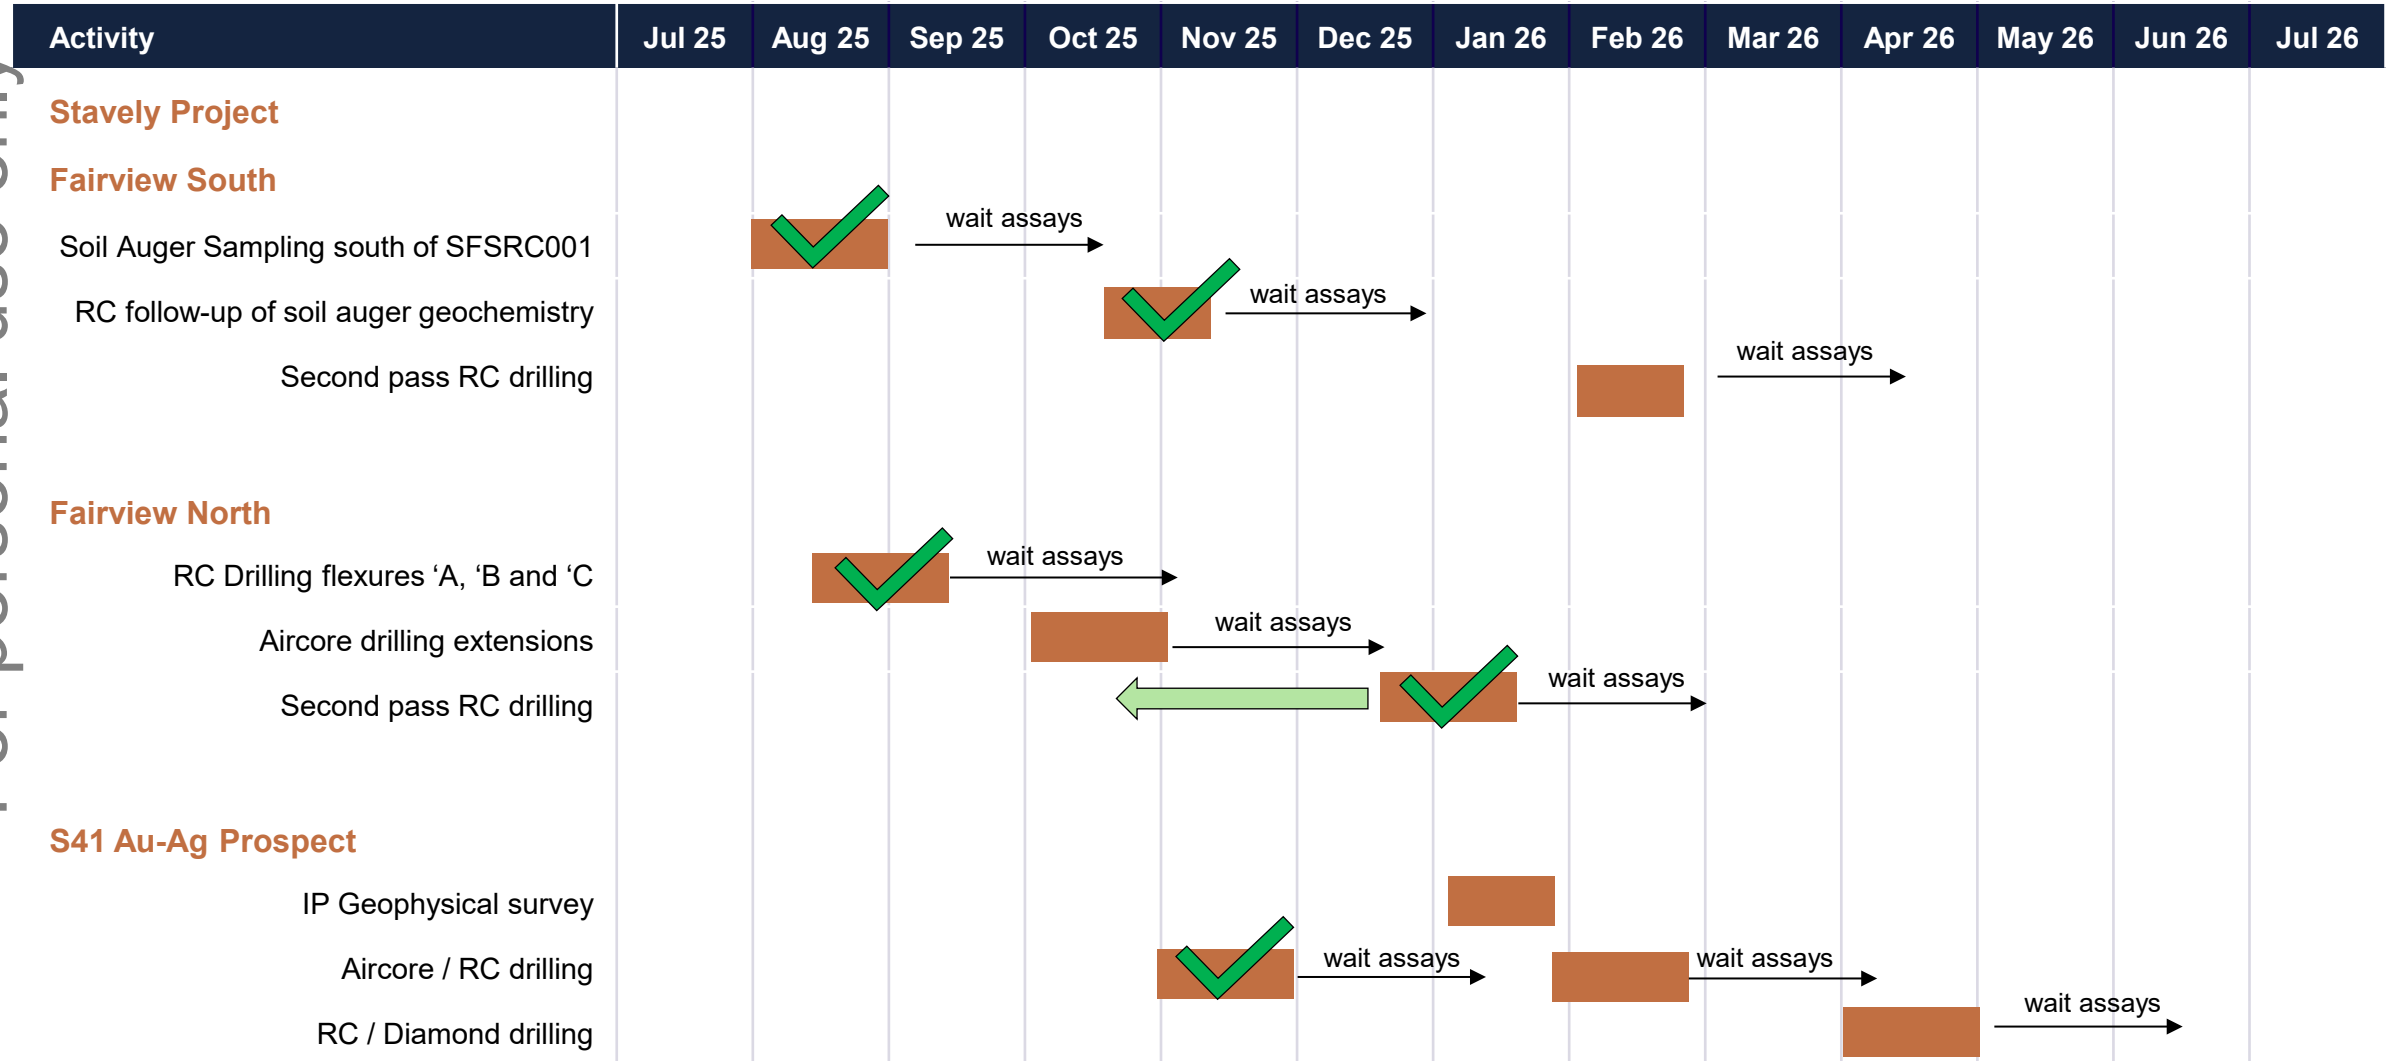 Activity Jul 25 Aug 25 Sep 25 Oct 25 Nov 25 Dec 25 Jan 26 Feb 26 Mar 26 Apr 26 May 26 Jun 26 Jul 26
Stavely Project
Fairview South
wait assays
Soil Auger Sampling south of SFSRC001
wait assays
RC follow-up of soil auger geochemistry
wait assays
Second pass RC drilling
Fairview North
wait assays
RC Drilling flexures ‘A, ‘B and ‘C
wait assays
Aircore drilling extensions
wait assays
Second pass RC drilling
S41 Au-Ag Prospect
IP Geophysical survey
Aircore / RC drilling wait assays wait assays
wait assays
RC / Diamond drilling